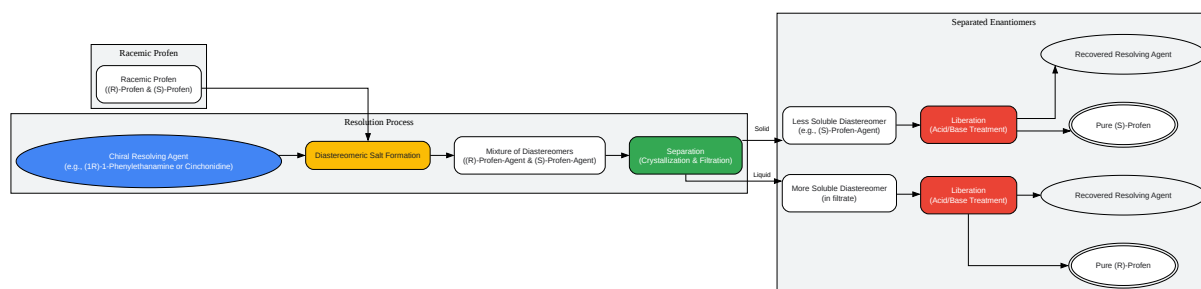 Racemic Profen
Racemic Profen
((R)-Profen & (S)-Profen)
Resolution Process
Chiral Resolving Agent
(e.g., (1R)-1-Phenylethanamine or Cinchonidine)
Diastereomeric Salt Formation
Mixture of Diastereomers
((R)-Profen-Agent & (S)-Profen-Agent)
Separation
(Crystallization & Filtration)
Solid
Liquid
Separated Enantiomers
Less Soluble Diastereomer
(e.g., (S)-Profen-Agent)
Liberation
(Acid/Base Treatment)
Recovered Resolving Agent
Pure (S)-Profen
More Soluble Diastereomer
(in filtrate)
Liberation
(Acid/Base Treatment)
Recovered Resolving Agent
Pure (R)-Profen